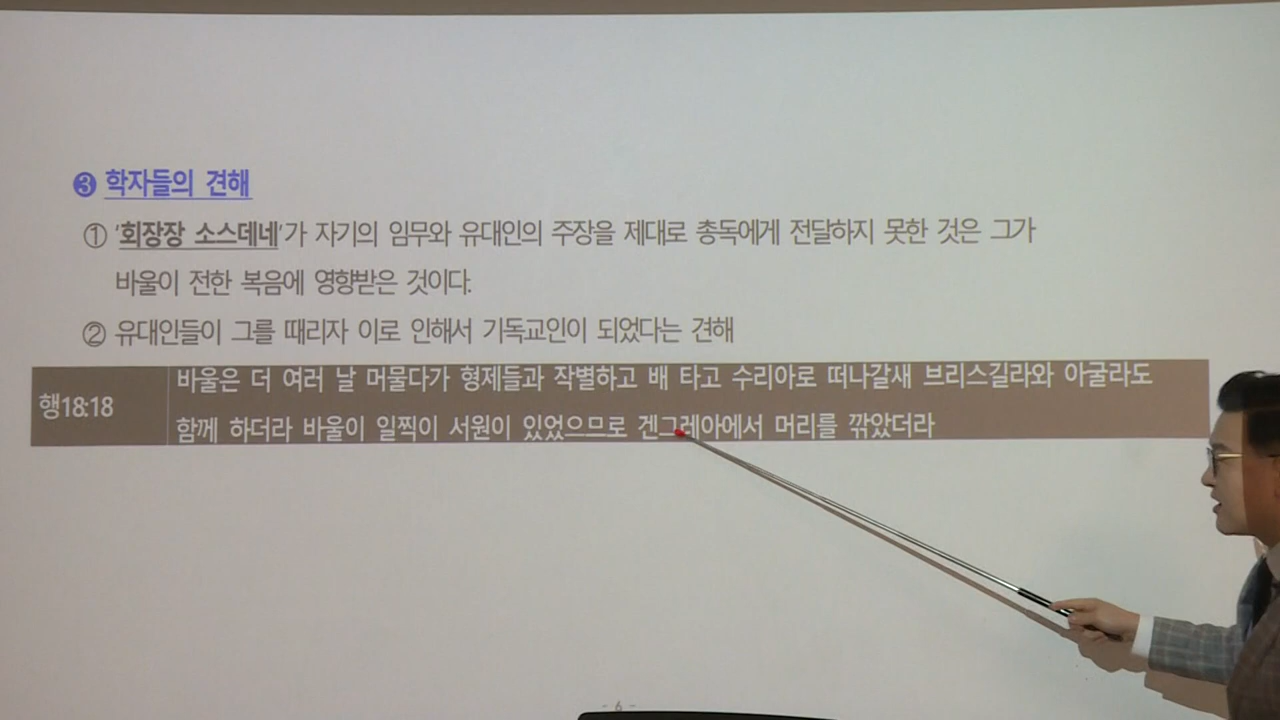 ❸ 학자들의 견해
① '회장장 소스데네'가 자기의 임무와 유대인의 주장을 제대로 총독에게 전달하지 못한 것은 그가
바울이 전한 복음에 영향받은 것이다.
② 유대인들이 그를 때리자 이로 인해서 기독교인이 되었다는 견해
행18:18
바울은 더 여러 날 머물다가 형제들과 작별하고 배 타고 수리아로 떠나갈새 브리스길라와 아굴라도
함께 하더라 바울이 일찍이 서원이 있었으므로 겐그레아에서 머리를 깎았더라
- 6 -